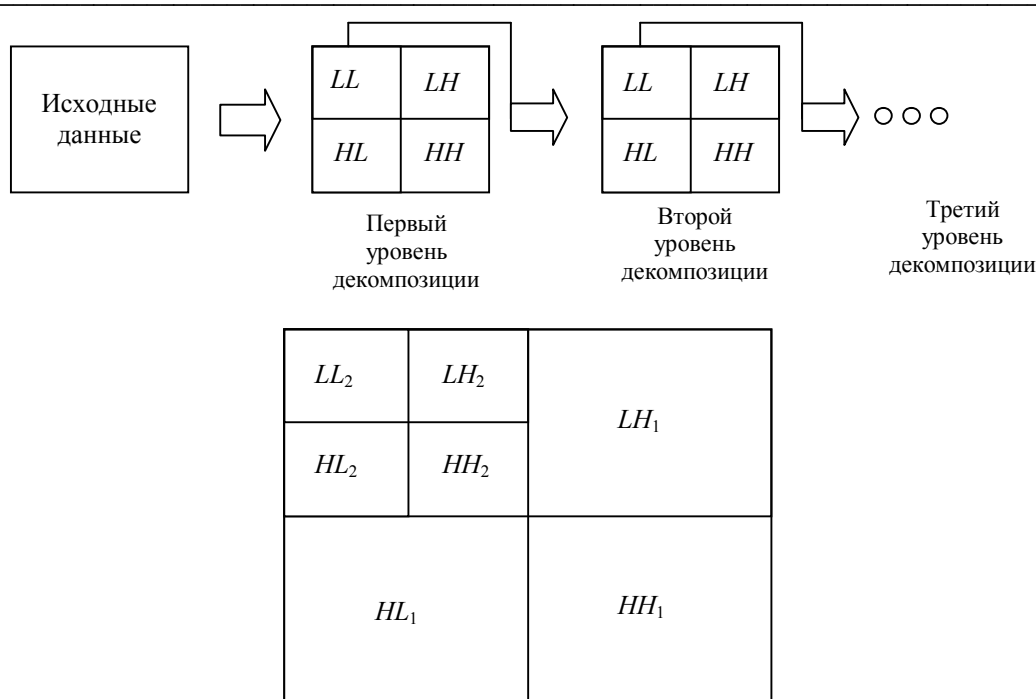 Исходные
данные
LL LH
HL HH
LL LH
HL HH
Первый
уровень
декомпозиции
Второй
уровень
декомпозиции
Третий
уровень
декомпозиции
LL₂ LH₂
LH₁
HL₂ HH₂
HL₁ HH₁